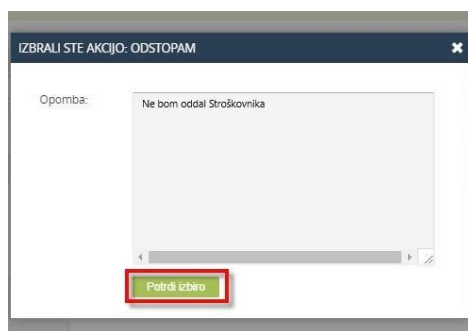 IZBRALI STE AKCIJO: ODSTOPAM
Opomba:
Ne bom oddal Stroškovnika
Potrdi izbiro